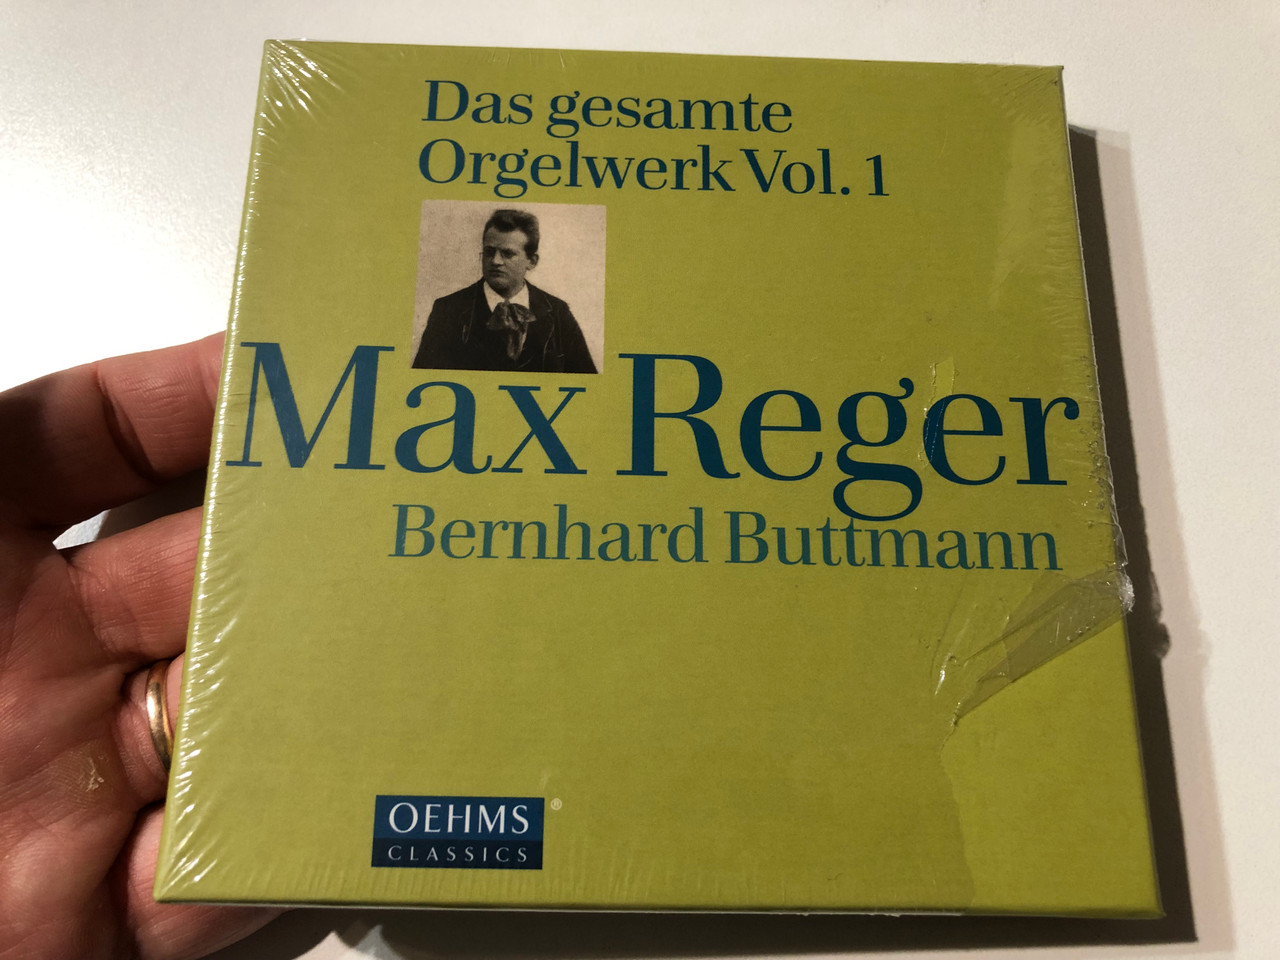 Das gesamte
Orgelwerk Vol. 1
Max Reger
Bernhard Buttmann
OEHMS ®
CLASSICS